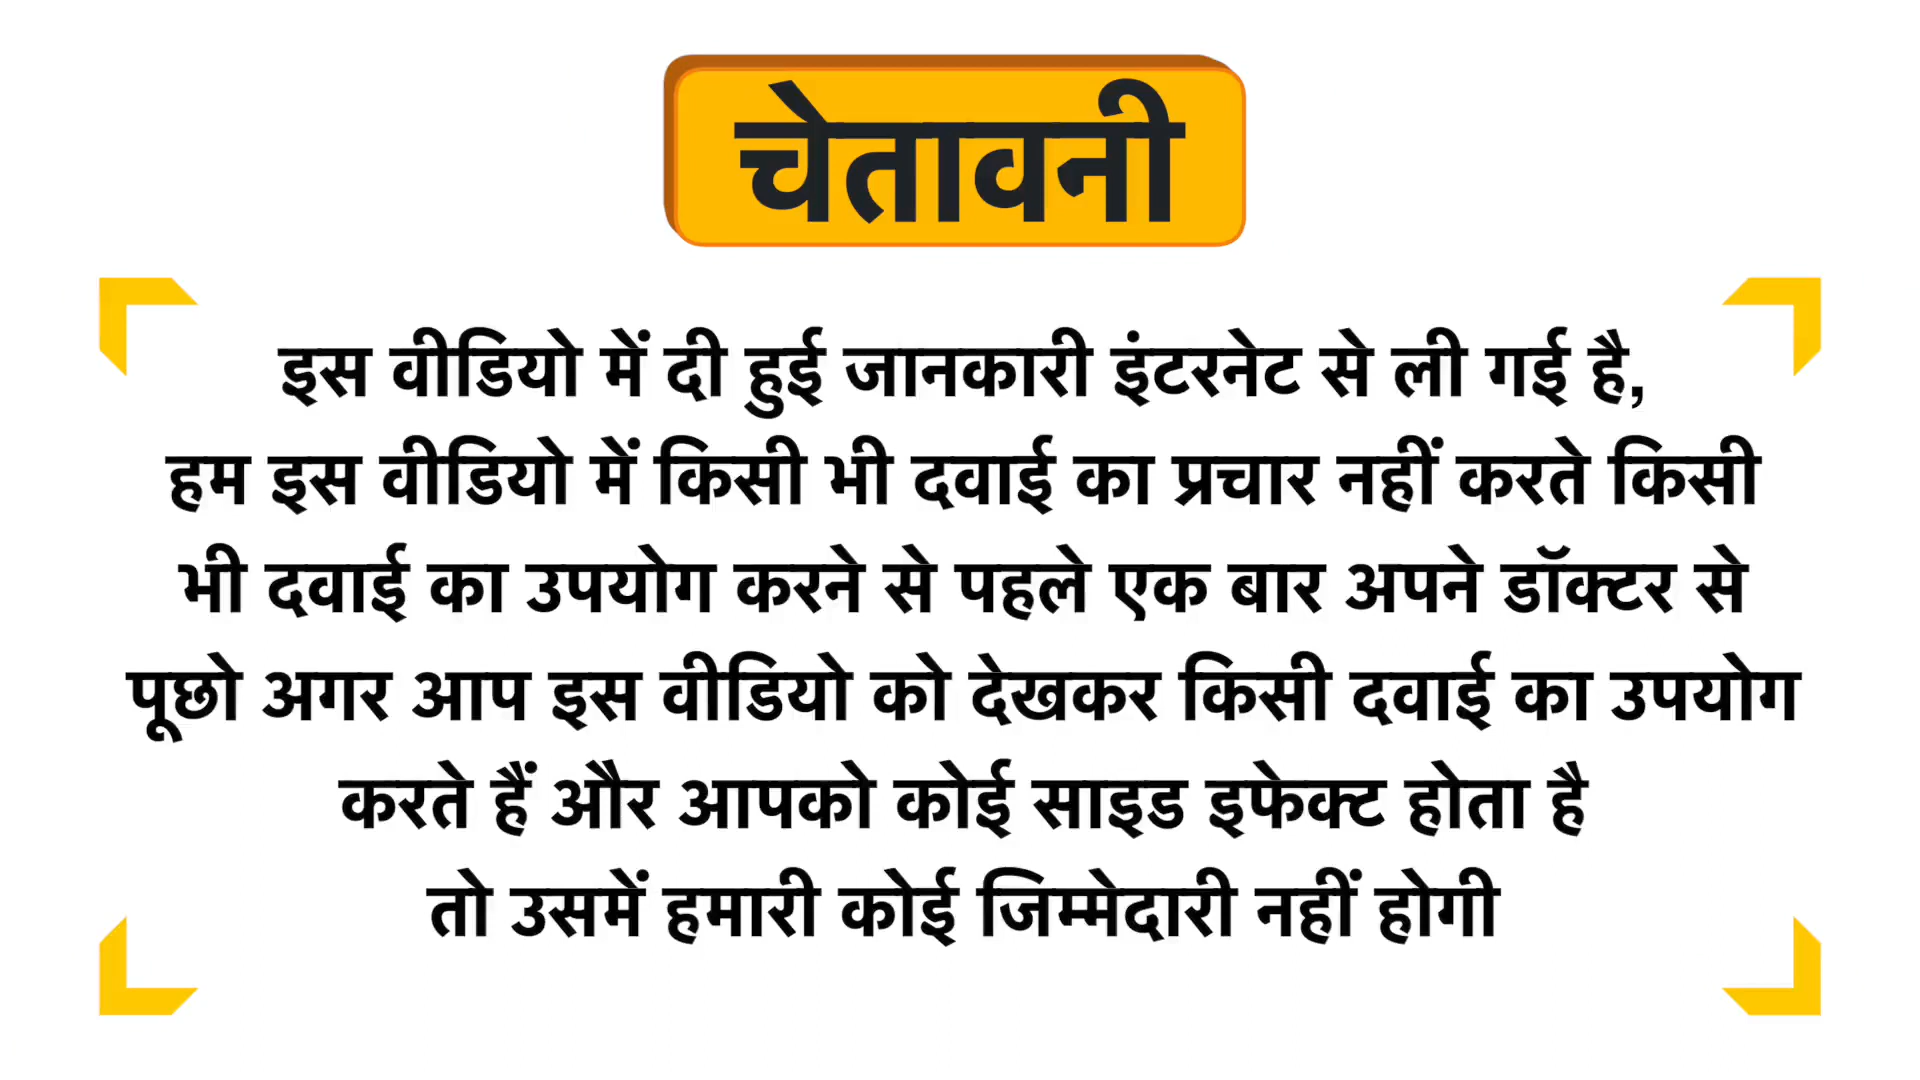 चेतावनी
इस वीडियो में दी हुई जानकारी इंटरनेट से ली गई है,
हम इस वीडियो में किसी भी दवाई का प्रचार नहीं करते किसी
भी दवाई का उपयोग करने से पहले एक बार अपने डॉक्टर से
पूछो अगर आप इस वीडियो को देखकर किसी दवाई का उपयोग
करते हैं और आपको कोई साइड इफेक्ट होता है
तो उसमें हमारी कोई जिम्मेदारी नहीं होगी